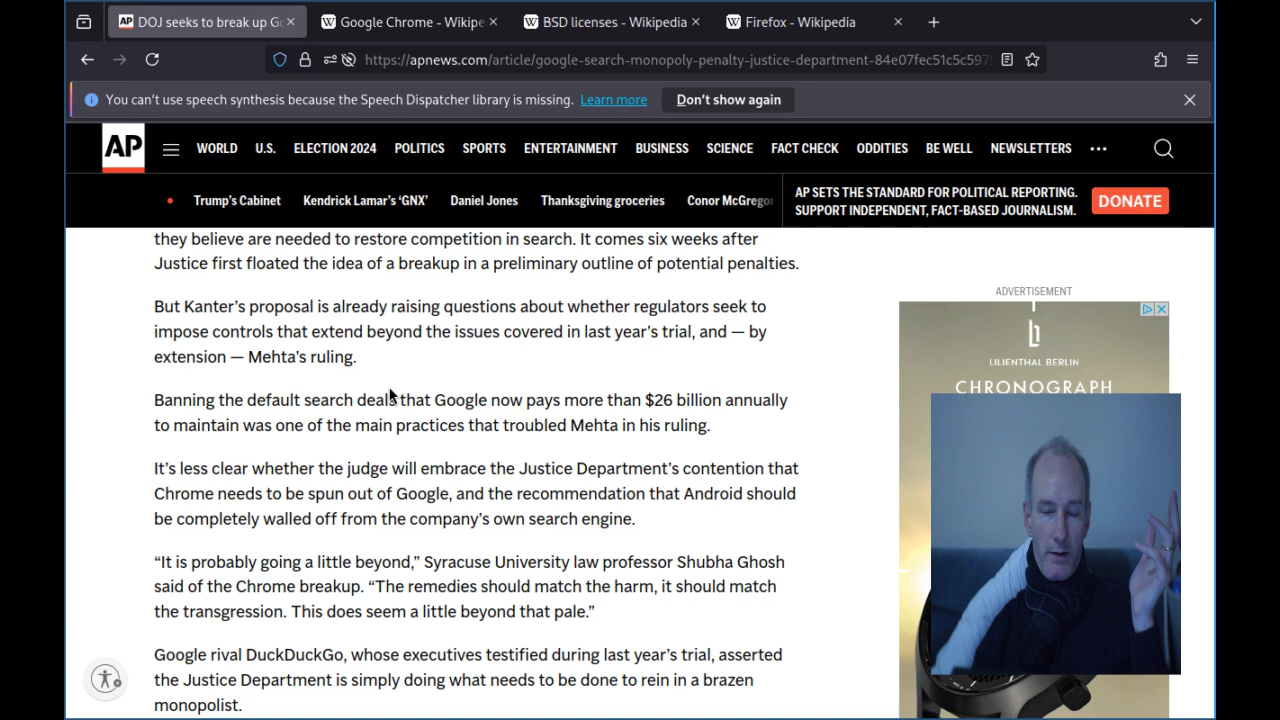 DOJ seeks to break up Go
Google Chrome - Wikipe
BSD licenses - Wikipedia
Firefox - Wikipedia
https://apnews.com/article/google-search-monopoly-penalty-justice-department-84e07fec51c5c597
You can't use speech synthesis because the Speech Dispatcher library is missing. Learn more Don't show again
AP WORLD U.S. ELECTION 2024 POLITICS SPORTS ENTERTAINMENT BUSINESS SCIENCE FACT CHECK ODDITIES BE WELL NEWSLETTERS
Trump's Cabinet Kendrick Lamar's 'GNX' Daniel Jones Thanksgiving groceries Conor McGregor
AP SETS THE STANDARD FOR POLITICAL REPORTING.
SUPPORT INDEPENDENT, FACT-BASED JOURNALISM.
DONATE
they believe are needed to restore competition in search. It comes six weeks after
Justice first floated the idea of a breakup in a preliminary outline of potential penalties.
But Kanter's proposal is already raising questions about whether regulators seek to
impose controls that extend beyond the issues covered in last year's trial, and — by
extension — Mehta's ruling.
Banning the default search deals that Google now pays more than $26 billion annually
to maintain was one of the main practices that troubled Mehta in his ruling.
It's less clear whether the judge will embrace the Justice Department's contention that
Chrome needs to be spun out of Google, and the recommendation that Android should
be completely walled off from the company's own search engine.
“It is probably going a little beyond,” Syracuse University law professor Shubha Ghosh
said of the Chrome breakup. “The remedies should match the harm, it should match
the transgression. This does seem a little beyond that pale.”
Google rival DuckDuckGo, whose executives testified during last year's trial, asserted
the Justice Department is simply doing what needs to be done to rein in a brazen
monopolist.
ADVERTISEMENT
LILIENTHAL BERLIN
CHRONOGRAPH